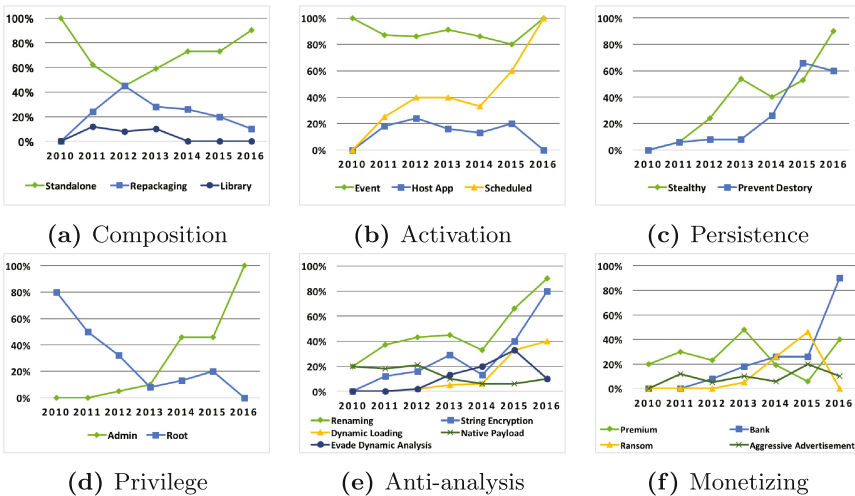 100%
80%
60%
40%
20%
0%
2010 2011 2012 2013 2014 2015 2016
Standalone Repackaging Library
(a) Composition
100%
80%
60%
40%
20%
0%
2010 2011 2012 2013 2014 2015 2016
Event Host App Scheduled
(b) Activation
100%
80%
60%
40%
20%
0%
2010 2011 2012 2013 2014 2015 2016
Stealthy Prevent Destory
(c) Persistence
100%
80%
60%
40%
20%
0%
2010 2011 2012 2013 2014 2015 2016
Admin Root
(d) Privilege
100%
80%
60%
40%
20%
0%
2010 2011 2012 2013 2014 2015 2016
Renaming String Encryption
Dynamic Loading Native Payload
Evade Dynamic Analysis
(e) Anti-analysis
100%
80%
60%
40%
20%
0%
2010 2011 2012 2013 2014 2015 2016
Premium Bank
Ransom Aggressive Advertisement
(f) Monetizing